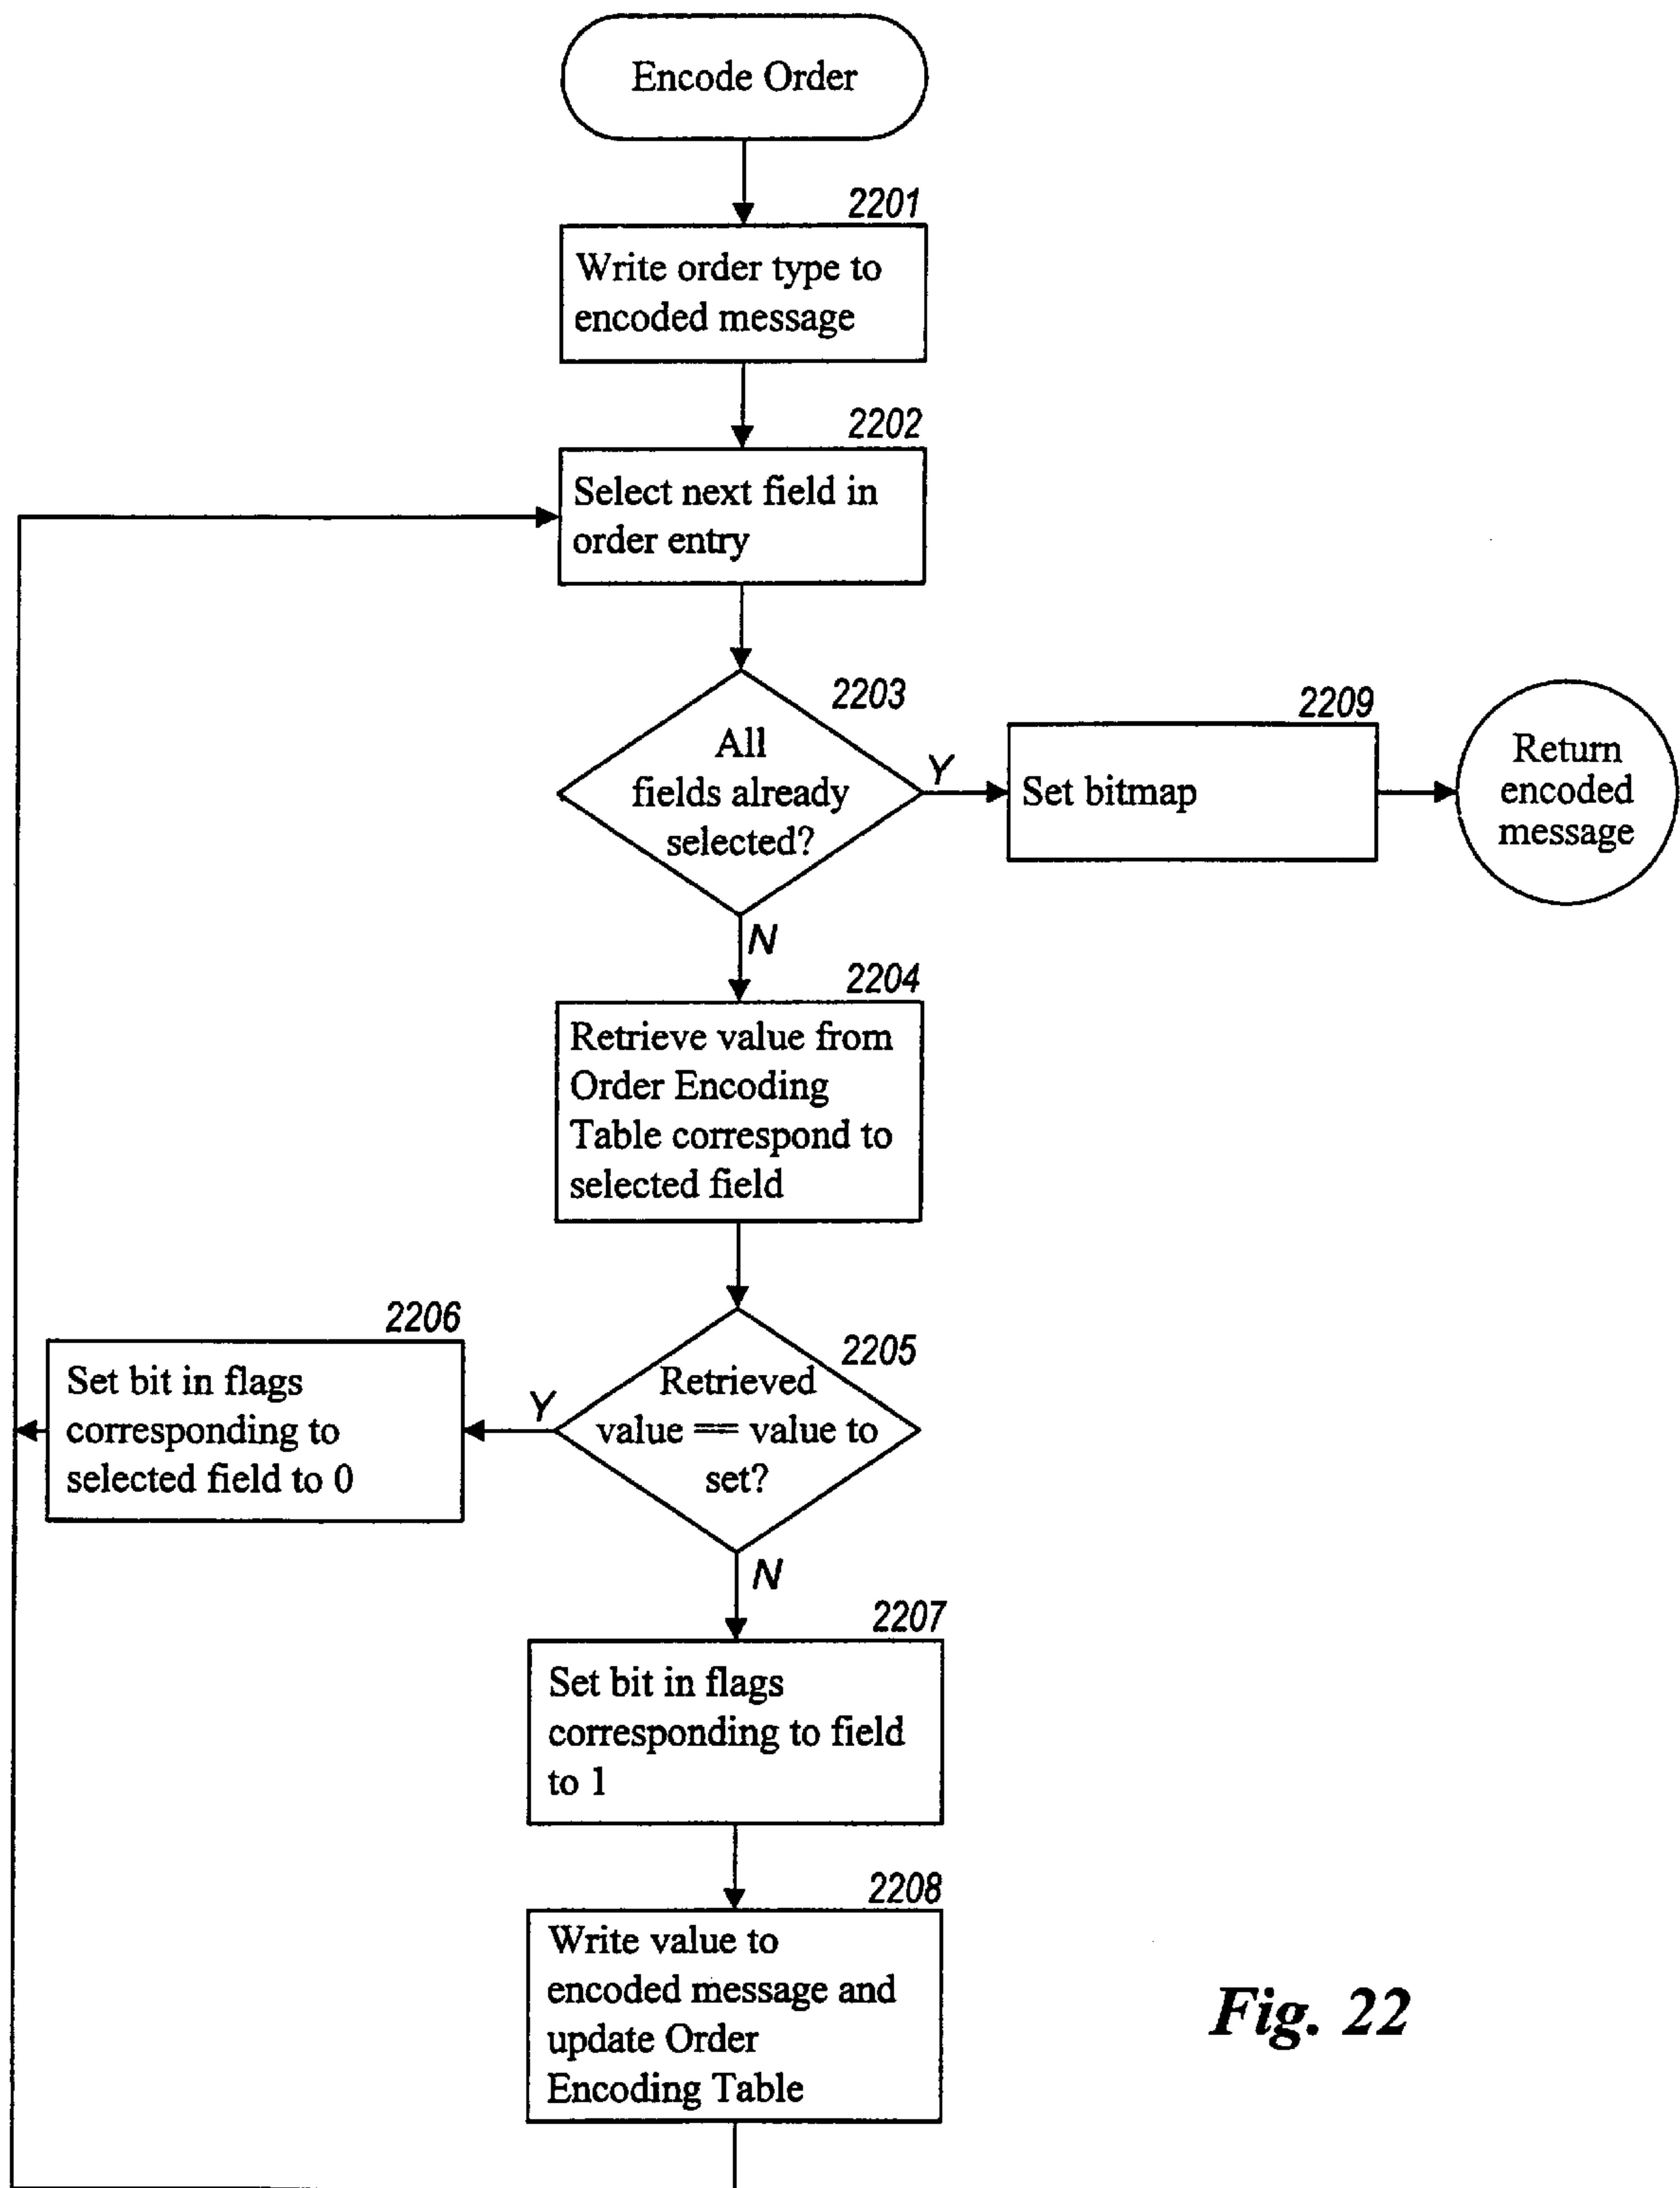 Encode Order
2201
Write order type to
encoded message
2202
Select next field in
order entry
2203
All
fields already
selected?
Y
2209
Set bitmap
Return
encoded
message
N
2204
Retrieve value from
Order Encoding
Table correspond to
selected field
2205
Retrieved
value == value to
set?
Y
2206
Set bit in flags
corresponding to
selected field to 0
N
2207
Set bit in flags
corresponding to field
to 1
2208
Write value to
encoded message and
update Order
Encoding Table
Fig. 22